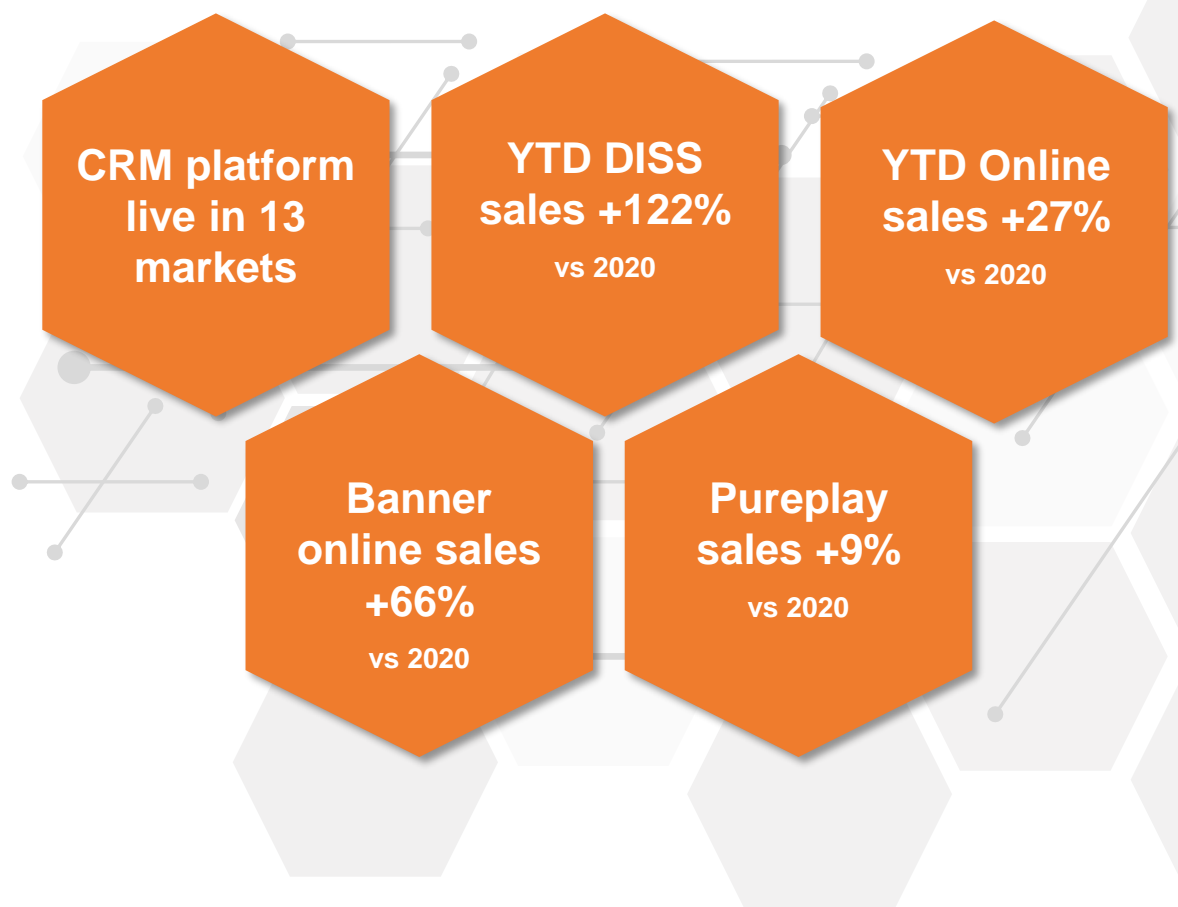 CRM platform
live in 13
markets
YTD DISS
sales +122%
vs 2020
YTD Online
sales +27%
vs 2020
Banner
online sales
+66%
vs 2020
Pureplay
sales +9%
vs 2020